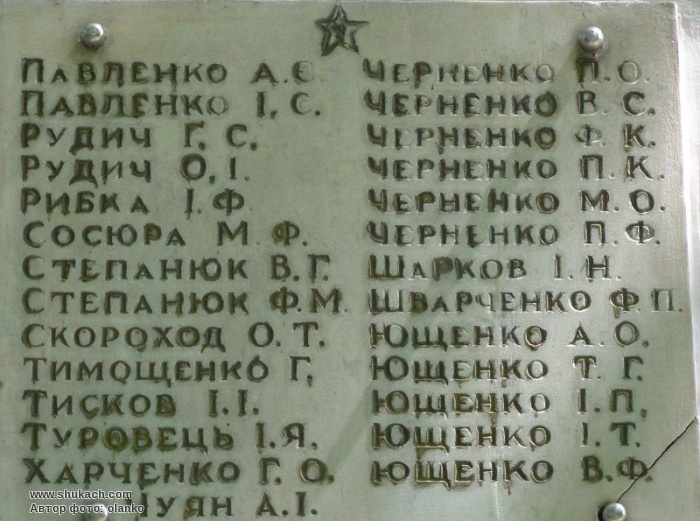 Павленко А.Є.
Павленко І.С.
Рудич Г.С.
Рудич О.І.
Рибка І.Ф.
Сосюра М.Ф.
Степанюк В.Г.
Степанюк Ф.М.
Скороход О.Т.
Тимощенко Г.
Тисков І.І.
Туровець І.Я.
Харченко Г.О.
Чуян А.І.
Черненко П.О.
Черненко В.С.
Черненко Ф.К.
Черненко П.К.
Черненко М.О.
Черненко П.Ф.
Шарков І.Н.
Шварченко Ф.П.
Ющенко А.О.
Ющенко Т.Г.
Ющенко І.П.
Ющенко І.Т.
Ющенко В.Ф.
www.shukach.com
Автор фото: olanko